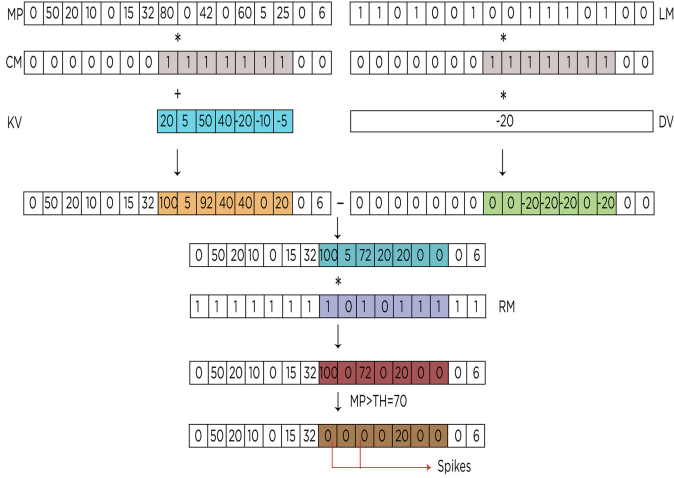 MP 0 50 20 10 0 15 32 80 0 42 0 60 5 25 0 6 1 1 0 1 0 0 1 0 0 1 1 1 0 1 0 0 LM
* *
CM 0 0 0 0 0 0 0 1 1 1 1 1 1 1 0 0 0 0 0 0 0 0 0 1 1 1 1 1 1 1 0 0
+ *
KV 20 5 50 40 -20 -10 -5 -20 DV
0 50 20 10 0 15 32 100 5 92 40 40 0 20 0 6 – 0 0 0 0 0 0 0 0 0 -20 -20 -20 0 -20 0 0
0 50 20 10 0 15 32 100 5 72 20 20 0 0 0 6
*
1 1 1 1 1 1 1 1 0 1 0 1 1 1 1 1 RM
0 50 20 10 0 15 32 100 0 72 0 20 0 0 0 6
MP>TH=70
0 50 20 10 0 15 32 0 0 0 0 20 0 0 0 6
Spikes